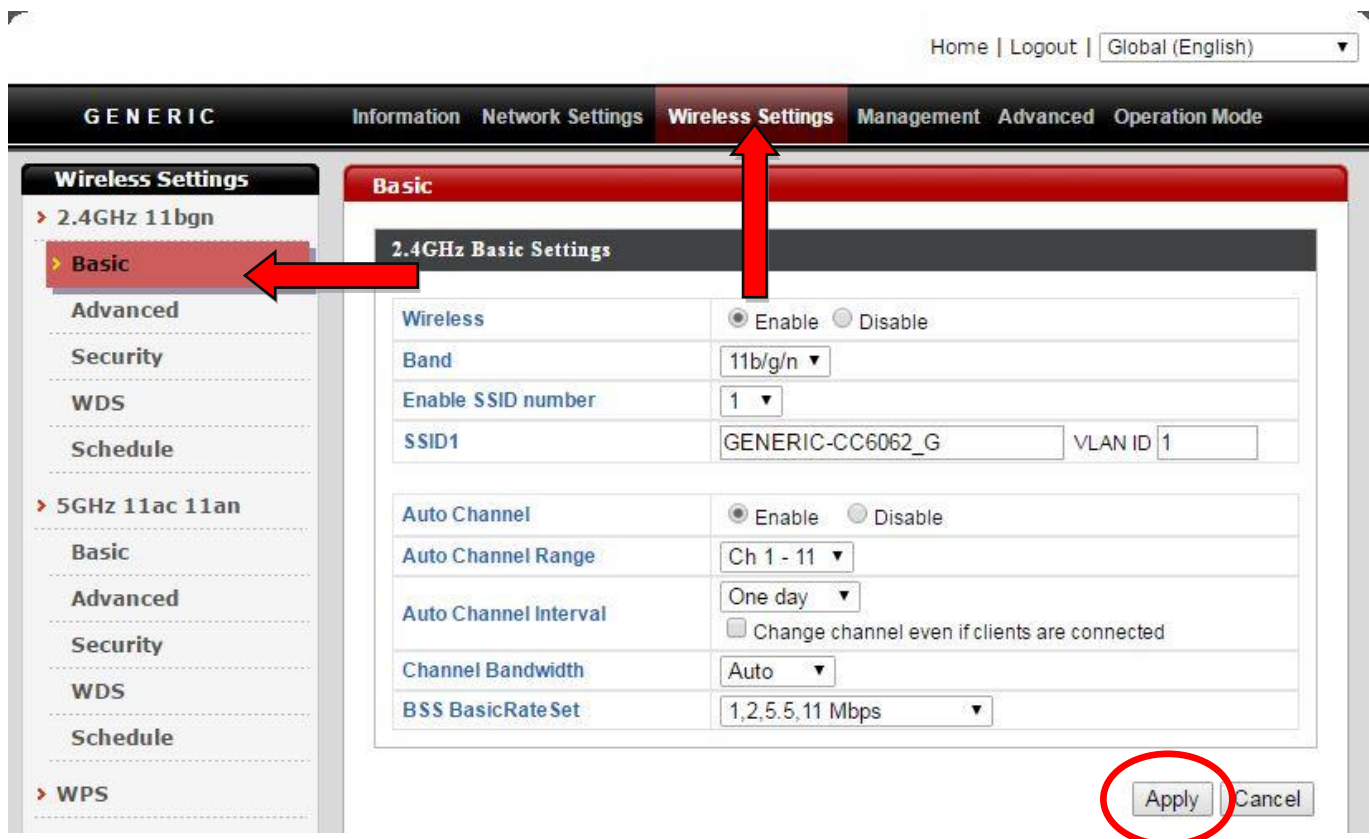 Home | Logout | Global (English)
GENERIC Information Network Settings Wireless Settings Management Advanced Operation Mode
Wireless Settings
2.4GHz 11bgn
Basic
Advanced
Security
WDS
Schedule
5GHz 11ac 11an
Basic
Advanced
Security
WDS
Schedule
WPS
Basic
2.4GHz Basic Settings
Wireless Enable Disable
Band 11b/g/n
Enable SSID number 1
SSID1 GENERIC-CC6062_G VLAN ID 1
Auto Channel Enable Disable
Auto Channel Range Ch 1 - 11
Auto Channel Interval One day
Change channel even if clients are connected
Channel Bandwidth Auto
BSS BasicRateSet 1,2,5.5,11 Mbps
Apply Cancel